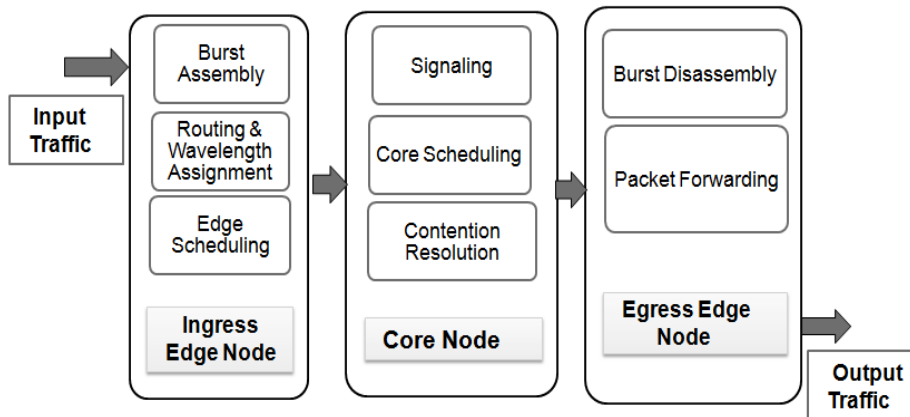 Input
Traffic
Burst
Assembly
Routing &
Wavelength
Assignment
Edge
Scheduling
Ingress
Edge Node
Signaling
Core Scheduling
Contention
Resolution
Core Node
Burst Disassembly
Packet Forwarding
Egress Edge
Node
Output
Traffic